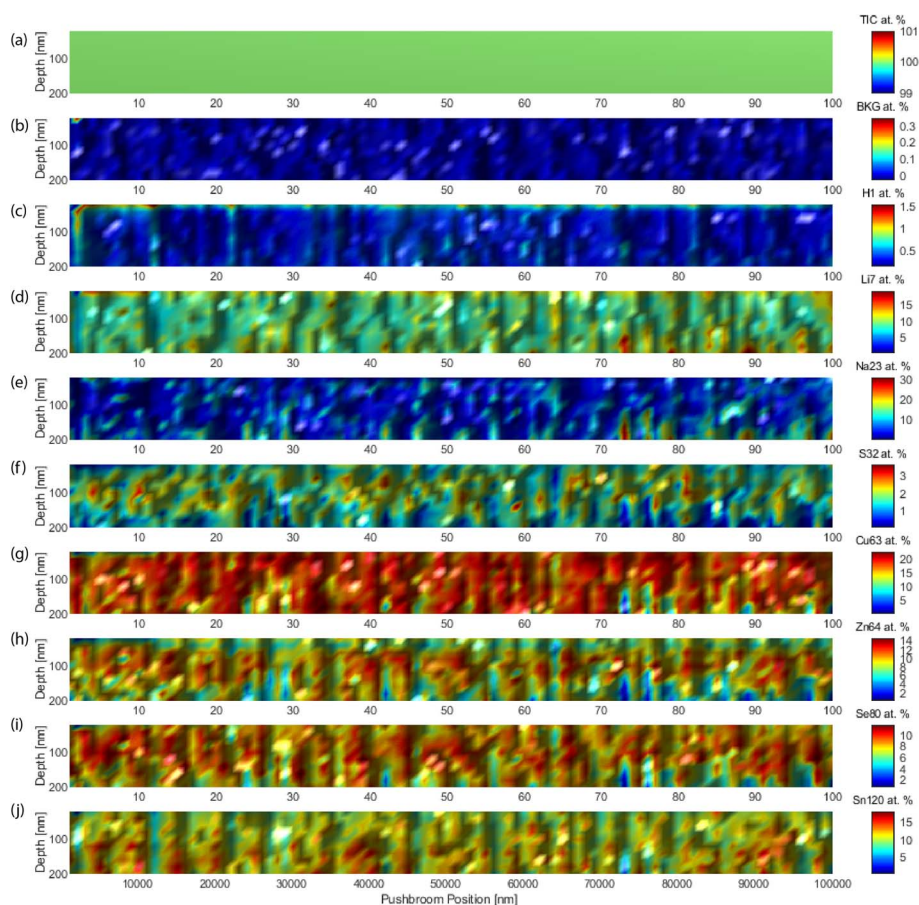 TIC at. %
(a) Depth [nm] 100 200 101 100 99
10 20 30 40 50 60 70 80 90 100
BKG at. %
(b) Depth [nm] 100 200 0.3 0.2 0.1 0
10 20 30 40 50 60 70 80 90 100
H1 at. %
(c) Depth [nm] 100 200 1.5 1 0.5
10 20 30 40 50 60 70 80 90 100
Li7 at. %
(d) Depth [nm] 100 200 15 10 5
10 20 30 40 50 60 70 80 90 100
Na23 at. %
(e) Depth [nm] 100 200 30 20 10
10 20 30 40 50 60 70 80 90 100
S32 at. %
(f) Depth [nm] 100 200 3 2 1
10 20 30 40 50 60 70 80 90 100
Cu63 at. %
(g) Depth [nm] 100 200 20 15 10 5
10 20 30 40 50 60 70 80 90 100
Zn64 at. %
(h) Depth [nm] 100 200 14 12 10 8 6 4 2
10 20 30 40 50 60 70 80 90 100
Se80 at. %
(i) Depth [nm] 100 200 10 8 6 4 2
10 20 30 40 50 60 70 80 90 100
Sn120 at. %
(j) Depth [nm] 100 200 15 10 5
10000 20000 30000 40000 50000 60000 70000 80000 90000 100000
Pushbroom Position [nm]